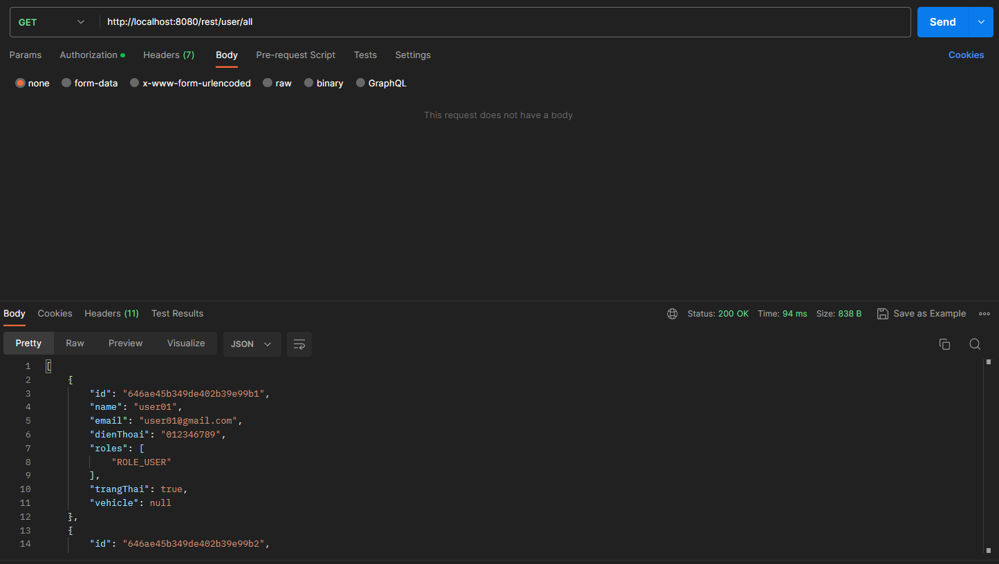 GET http://localhost:8080/rest/user/all Send
Params Authorization Headers (7) Body Pre-request Script Tests Settings Cookies
none form-data x-www-form-urlencoded raw binary GraphQL
This request does not have a body
Body Cookies Headers (11) Test Results Status: 200 OK Time: 94 ms Size: 838 B Save as Example
Pretty Raw Preview Visualize JSON
1 [
2 {
3 "id": "646ae45b349de402b39e99b1",
4 "name": "user01",
5 "email": "user01@gmail.com",
6 "dienThoai": "012346789",
7 "roles": [
8 "ROLE_USER"
9 ],
10 "trangThai": true,
11 "vehicle": null
12 },
13 {
14 "id": "646ae45b349de402b39e99b2",